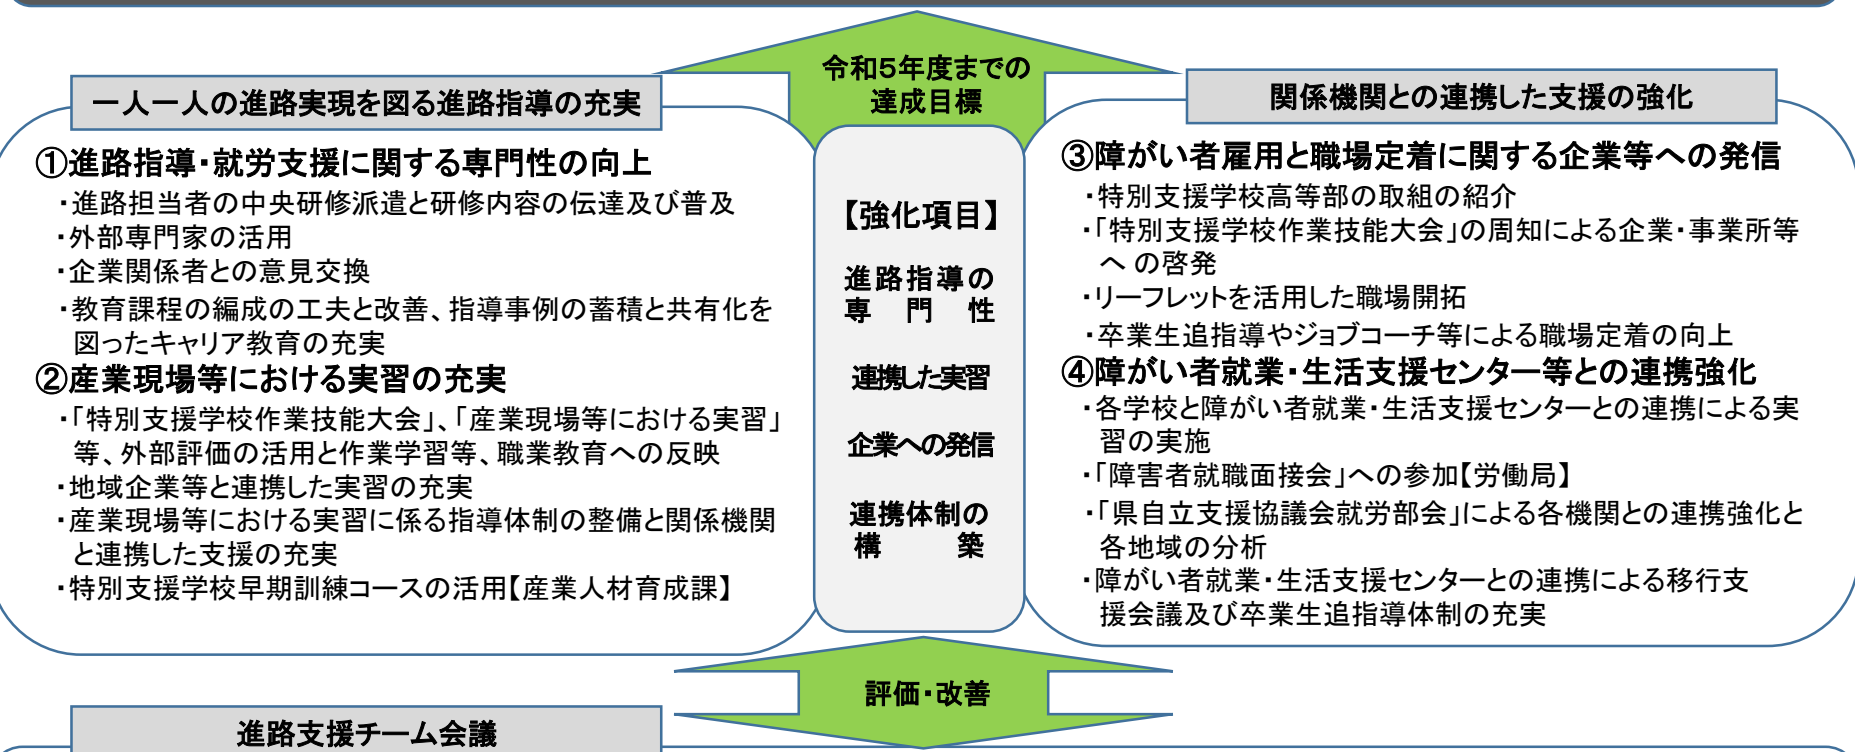 令和5年度までの
達成目標
一人一人の進路実現を図る進路指導の充実
①進路指導・就労支援に関する専門性の向上
・進路担当者の中央研修派遣と研修内容の伝達及び普及
・外部専門家の活用
・企業関係者との意見交換
・教育課程の編成の工夫と改善、指導事例の蓄積と共有化を
図ったキャリア教育の充実
②産業現場等における実習の充実
・「特別支援学校作業技能大会」、「産業現場等における実習」
等、外部評価の活用と作業学習等、職業教育への反映
・地域企業等と連携した実習の充実
・産業現場等における実習に係る指導体制の整備と関係機関
と連携した支援の充実
・特別支援学校早期訓練コースの活用【産業人材育成課】
【強化項目】
進路指導の
専門性
連携した実習
企業への発信
連携体制の
構築
関係機関との連携した支援の強化
③障がい者雇用と職場定着に関する企業等への発信
・特別支援学校高等部の取組の紹介
・「特別支援学校作業技能大会」の周知による企業・事業所等
へ の啓発
・リーフレットを活用した職場開拓
・卒業生追指導やジョブコーチ等による職場定着の向上
④障がい者就業・生活支援センター等との連携強化
・各学校と障がい者就業・生活支援センターとの連携による実
習の実施
・「障害者就職面接会」への参加【労働局】
・「県自立支援協議会就労部会」による各機関との連携強化と
各地域の分析
・障がい者就業・生活支援センターとの連携による移行支
援会議及び卒業生追指導体制の充実
評価・改善
進路支援チーム会議